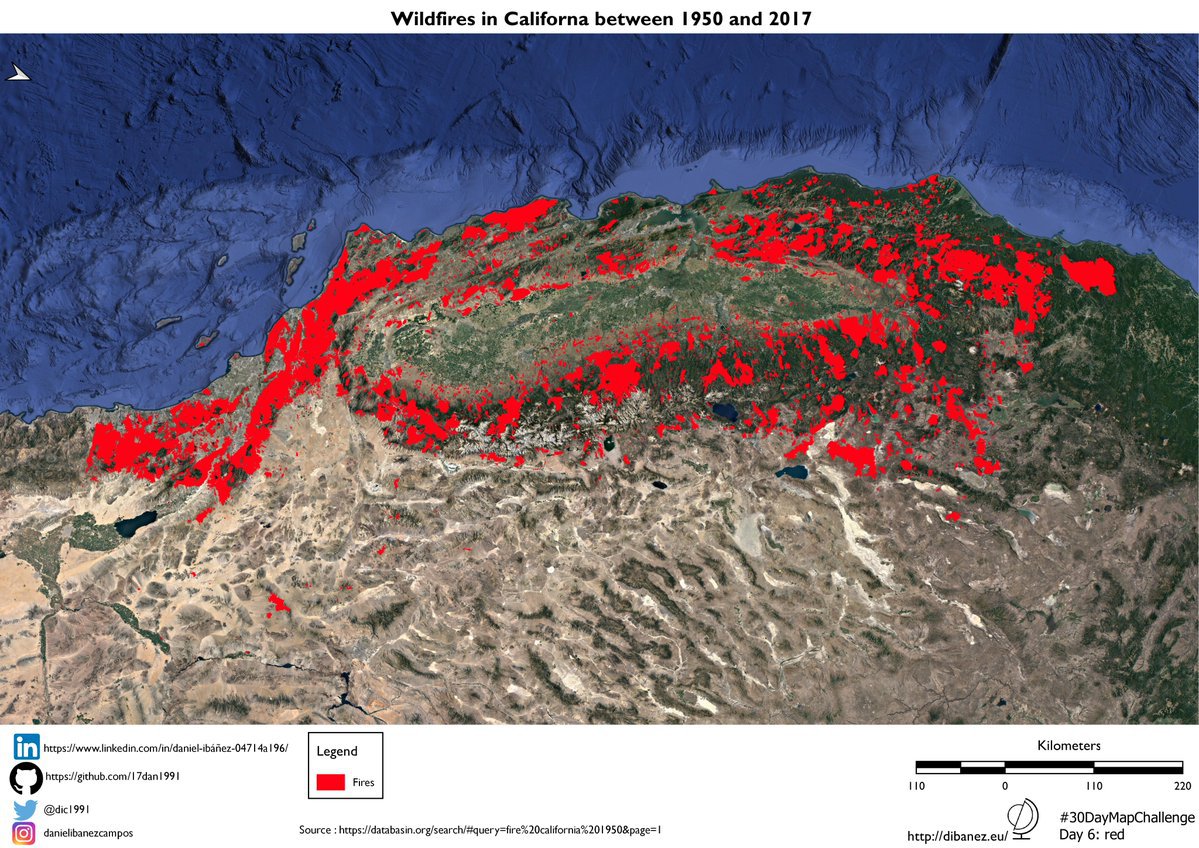 Wildfires in Californa between 1950 and 2017
https://www.linkedin.com/in/daniel-ibáñez-04714a196/
https://github.com/17dan1991
@dic1991
danielibanezcampos
Legend
Fires
Source : https://databasin.org/search/#query=fire%20california%201950&page=1
Kilometers
110 0 110 220
http://dibanez.eu/
#30DayMapChallenge
Day 6: red